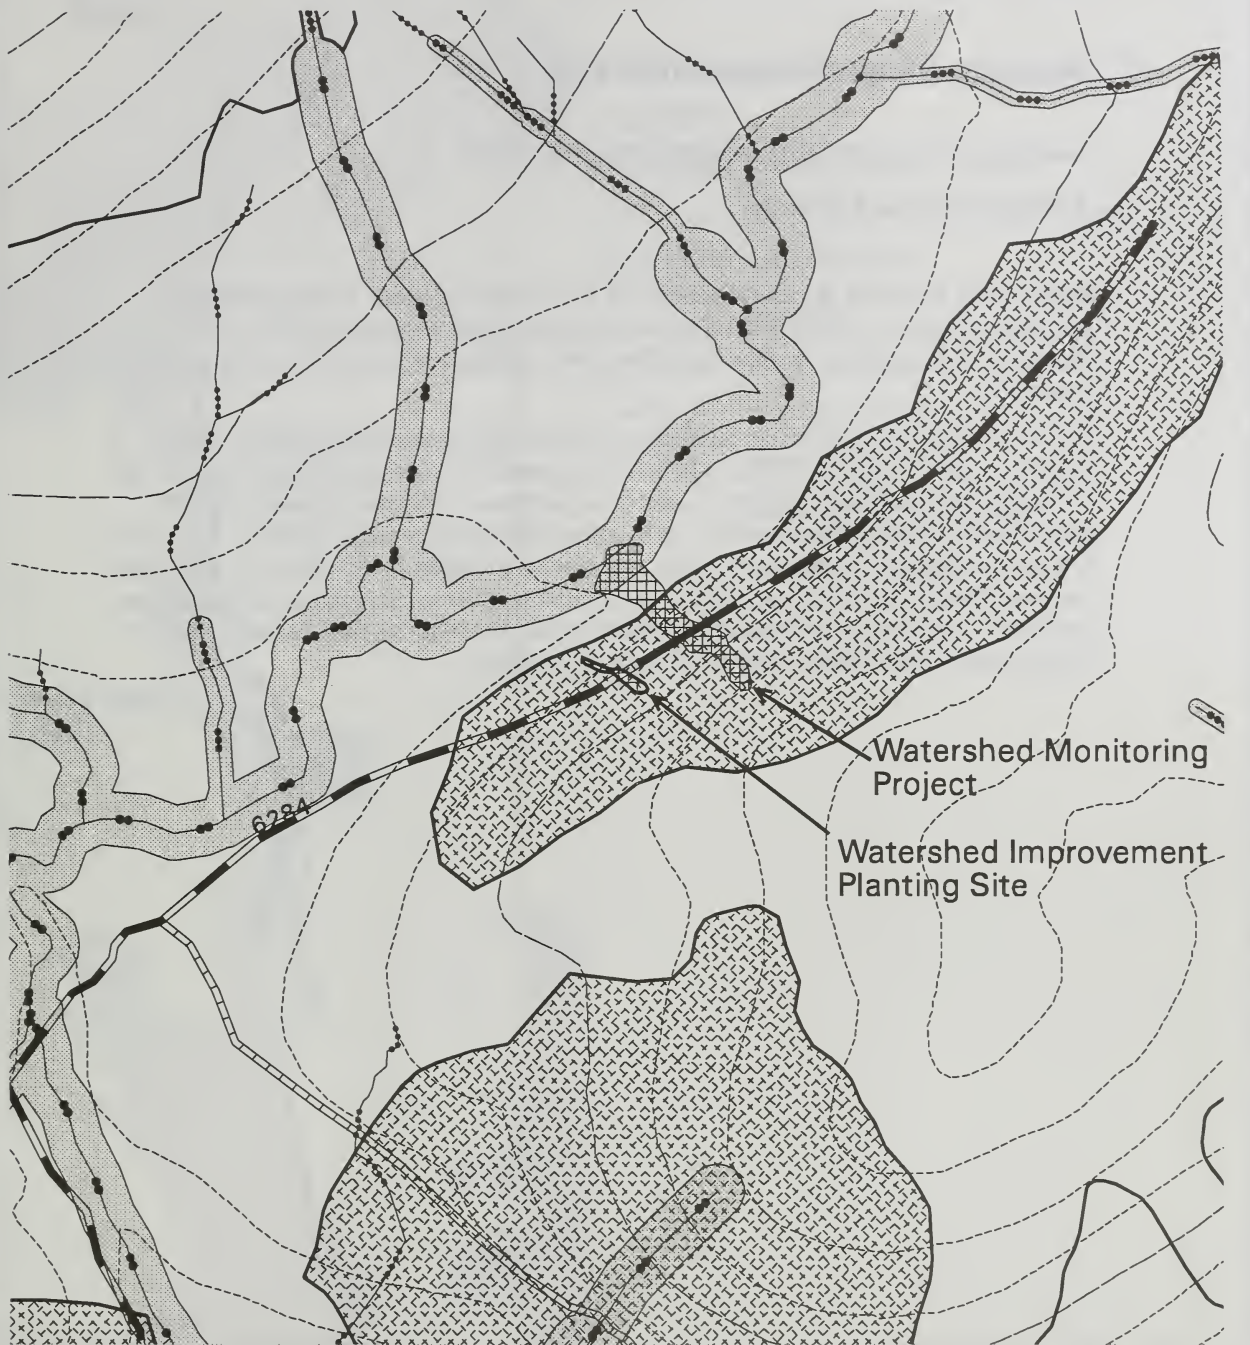 6284
Watershed Monitoring
Project
Watershed Improvement
Planting Site